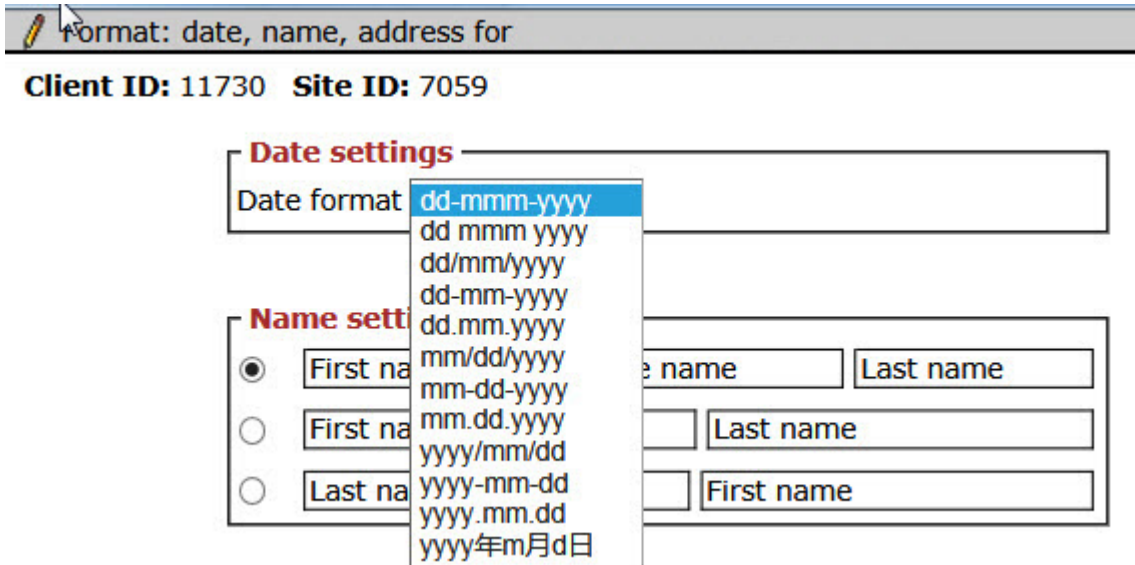 Format: date, name, address for
Client ID: 11730 Site ID: 7059
Date settings
Date format
dd-mmm-yyyy
dd mmm yyyy
dd/mm/yyyy
dd-mm-yyyy
dd.mm.yyyy
mm/dd/yyyy
mm-dd-yyyy
mm.dd.yyyy
yyyy/mm/dd
yyyy-mm-dd
yyyy.mm.dd
yyyy年m月d日
Name setti
First na e name Last name
First na Last name
Last na First name